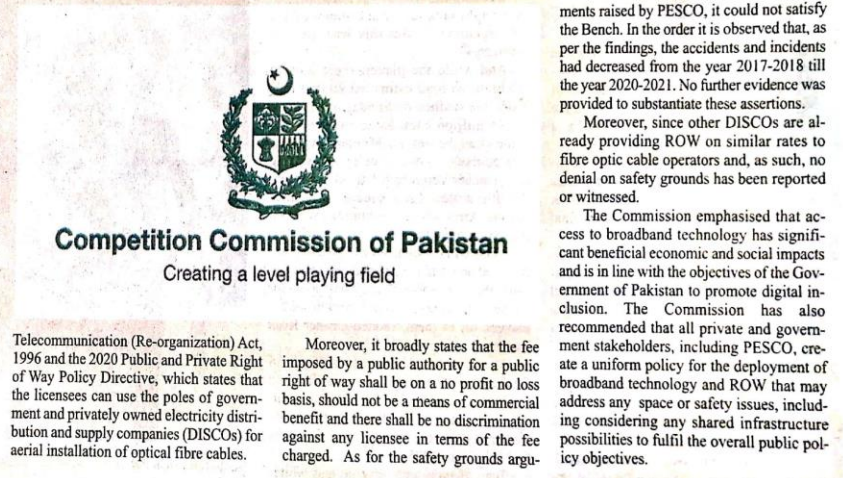 Competition Commission of Pakistan
Creating a level playing field
Telecommunication (Re-organization) Act,
1996 and the 2020 Public and Private Right
of Way Policy Directive, which states that
the licensees can use the poles of govern-
ment and privately owned electricity distri-
bution and supply companies (DISCOs) for
aerial installation of optical fibre cables.
Moreover, it broadly states that the fee
imposed by a public authority for a public
right of way shall be on a no profit no loss
basis, should not be a means of commercial
benefit and there shall be no discrimination
against any licensee in terms of the fee
charged. As for the safety grounds argu-
ments raised by PESCO, it could not satisfy
the Bench. In the order it is observed that, as
per the findings, the accidents and incidents
had decreased from the year 2017-2018 till
the year 2020-2021. No further evidence was
provided to substantiate these assertions.
Moreover, since other DISCOs are al-
ready providing ROW on similar rates to
fibre optic cable operators and, as such, no
denial on safety grounds has been reported
or witnessed.
The Commission emphasised that ac-
cess to broadband technology has signifi-
cant beneficial economic and social impacts
and is in line with the objectives of the Gov-
ernment of Pakistan to promote digital in-
clusion. The Commission has also
recommended that all private and govern-
ment stakeholders, including PESCO, cre-
ate a uniform policy for the deployment of
broadband technology and ROW that may
address any space or safety issues, includ-
ing considering any shared infrastructure
possibilities to fulfil the overall public pol-
icy objectives.